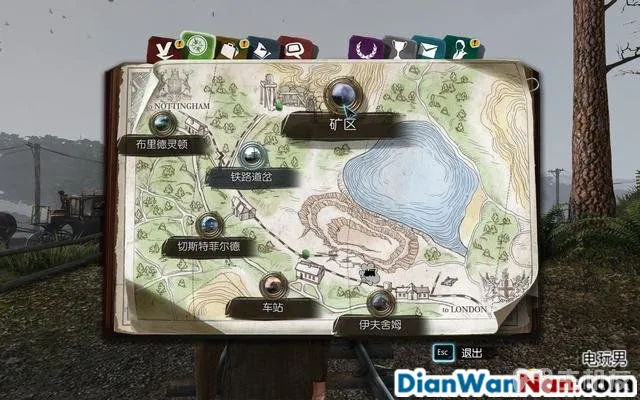 NOTTINGHAM
矿区
布里德灵顿
铁路道岔
切斯特菲尔德
车站
伊夫舍姆
to LONDON
Esc 退出
电玩男
DianWanNan.com